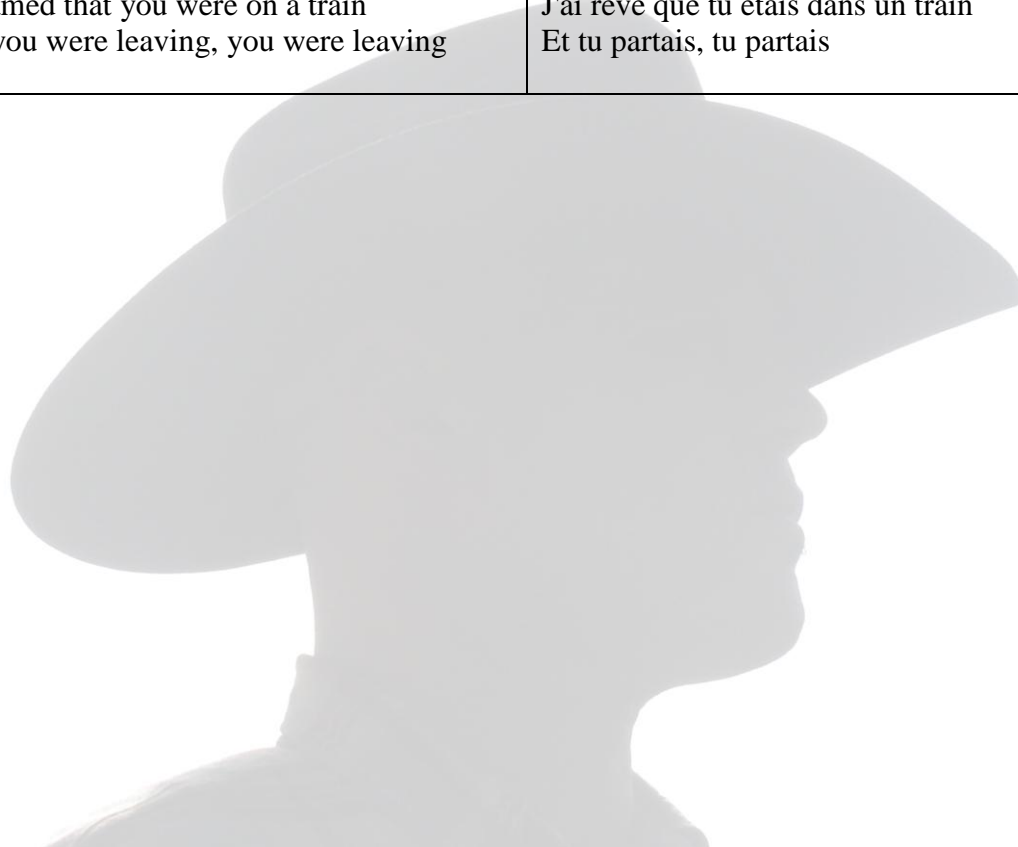 that you were on a train
you were leaving, you were leaving
J'ai rêvé que tu étais dans un train
Et tu partais, tu partais